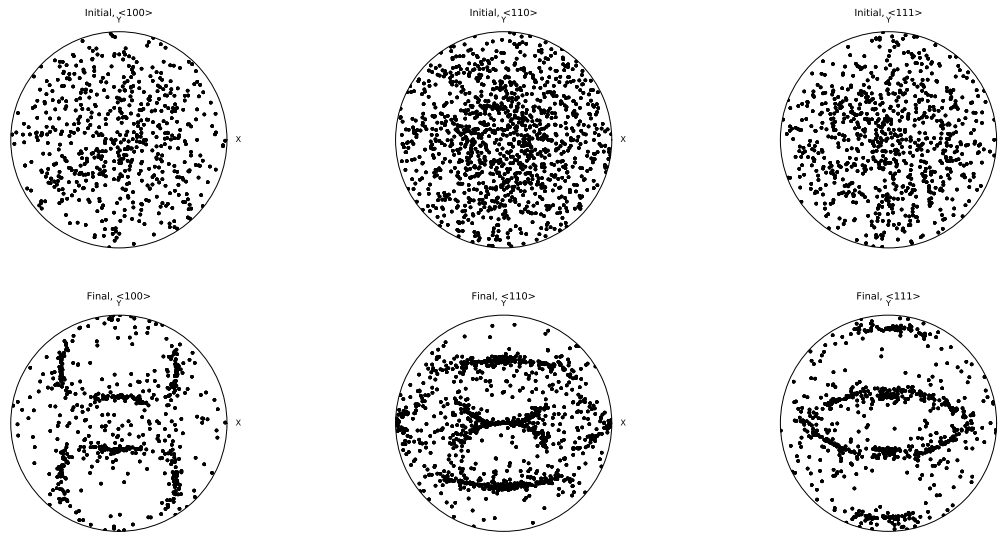 Initial, <100>
Y
X
Initial, <110>
Y
X
Initial, <111>
Y
Final, <100>
Y
X
Final, <110>
Y
X
Final, <111>
Y